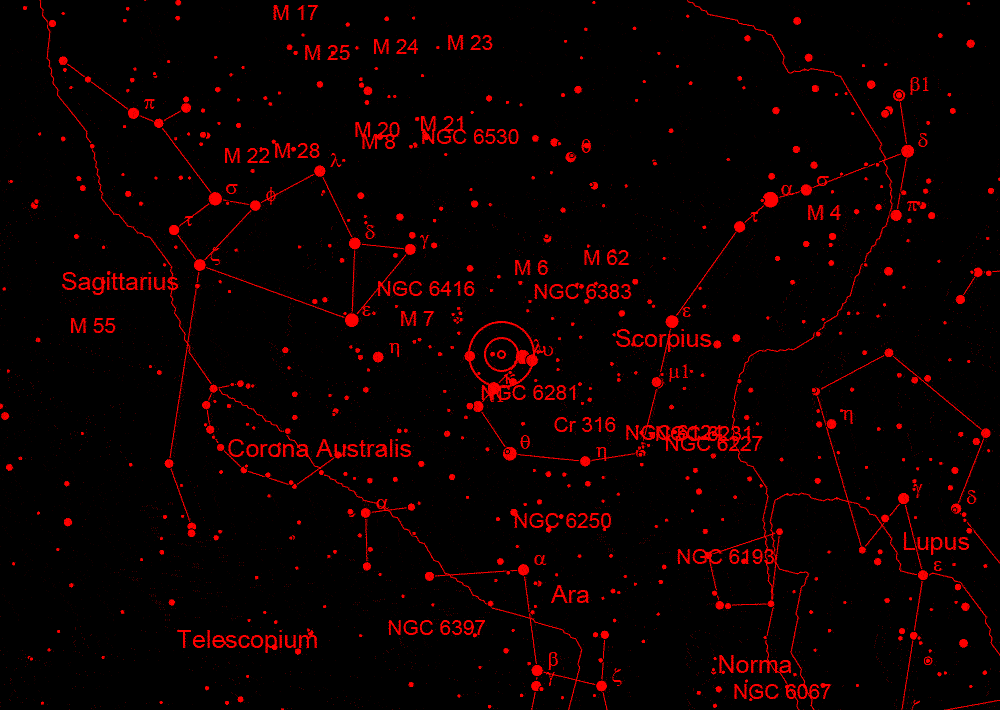 M 17
M 25
M 24
M 23
β1
π
M 20
M 21
M 8
NGC 6530
θ
δ
M 22
M 28
λ
σ
φ
α
σ
M 4
π
τ
τ
δ
γ
ζ
M 62
M 6
Sagittarius
NGC 6416
NGC 6383
ε
M 7
ε
M 55
Scorpius
η
λυ
μ1
NGC 6281
η
Cr 316
NGC 6231
NGC 6227
θ
η
Corona Australis
γ
δ
α
NGC 6250
Lupus
α
NGC 6193
ε
Ara
NGC 6397
Telescopium
β
Norma
γ
ζ
NGC 6067